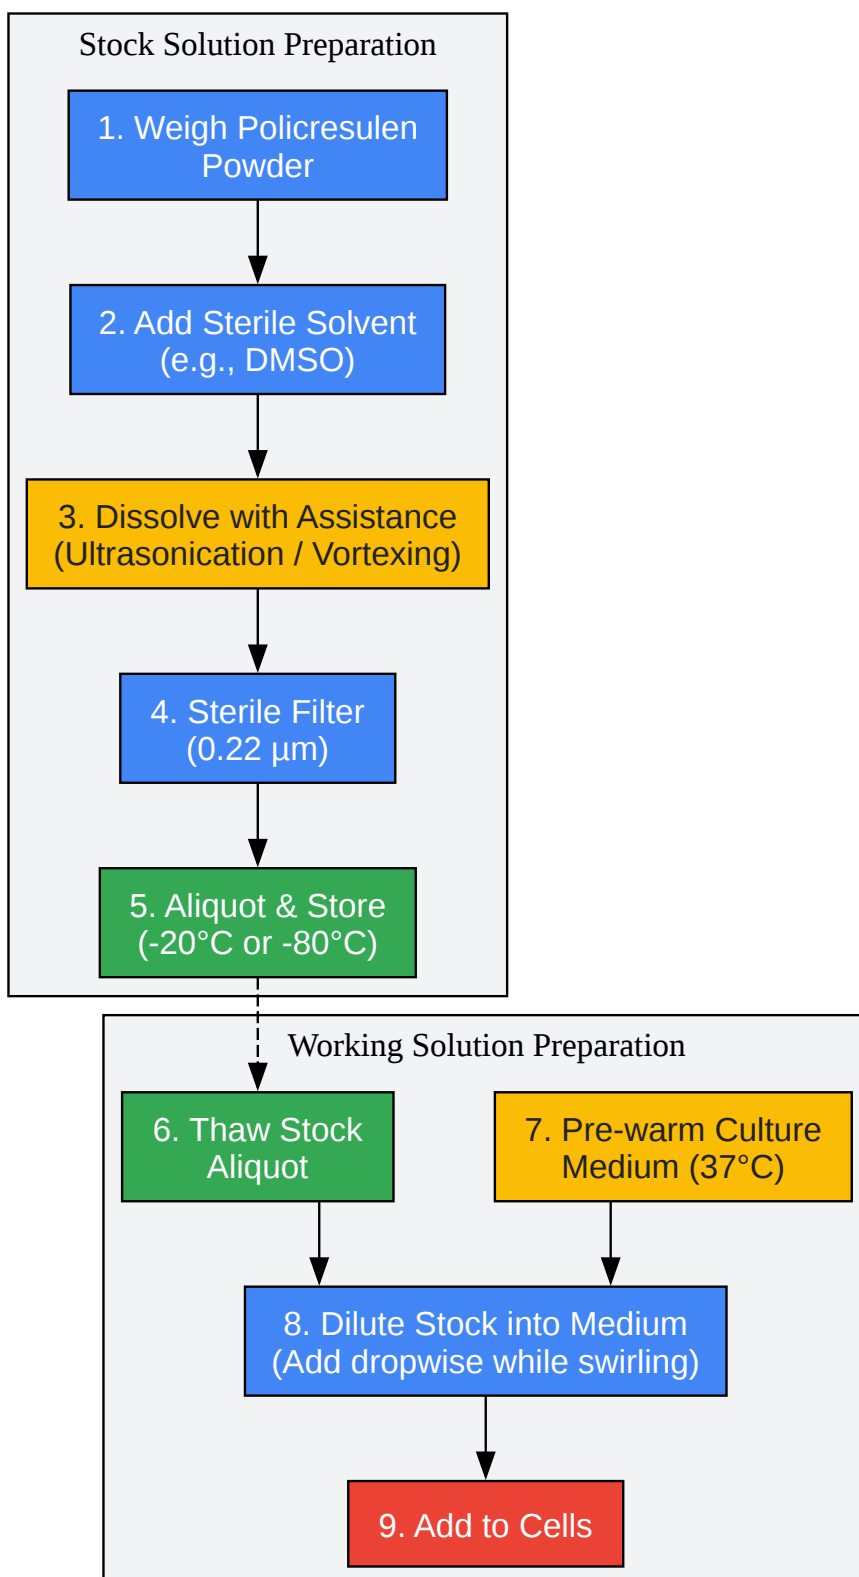 Stock Solution Preparation
1. Weigh Policresulen
Powder
2. Add Sterile Solvent
(e.g., DMSO)
3. Dissolve with Assistance
(Ultrasonication / Vortexing)
4. Sterile Filter
(0.22 µm)
5. Aliquot & Store
(-20°C or -80°C)
Working Solution Preparation
6. Thaw Stock
Aliquot
7. Pre-warm Culture
Medium (37°C)
8. Dilute Stock into Medium
(Add dropwise while swirling)
9. Add to Cells